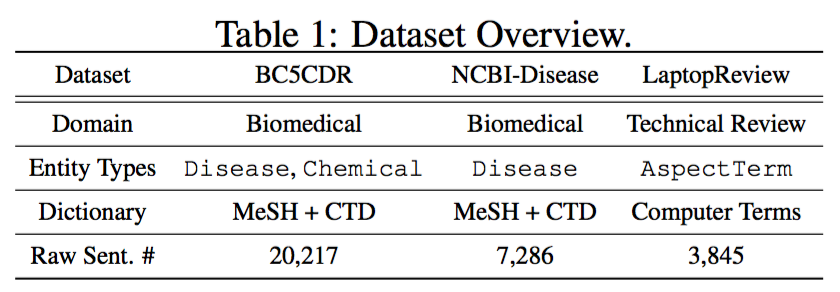 Table 1: Dataset Overview.
Dataset BC5CDR NCBI-Disease LaptopReview
Domain Biomedical Biomedical Technical Review
Entity Types Disease, Chemical Disease AspectTerm
Dictionary MeSH + CTD MeSH + CTD Computer Terms
Raw Sent. # 20,217 7,286 3,845